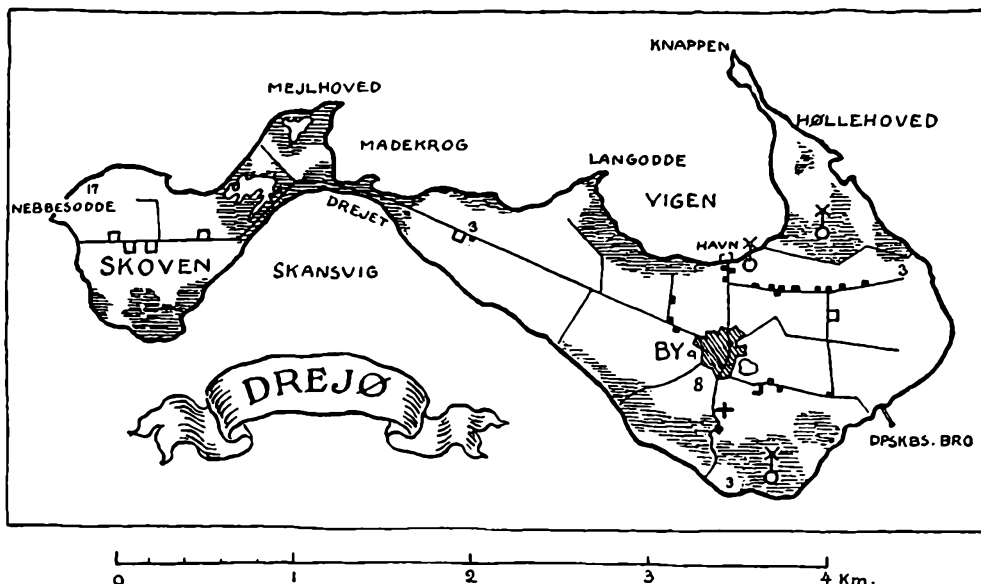 KNAPPEN
MEJLHOVED
HØLLEHOVED
MADEKROG
LANGODDE
17
NEBBESODDE
VIGEN
DREJET
3
HAVN
SKOVEN
SKANSVIG
3
BY
8
DREJØ
DPSKBS. BRO
3
0 1 2 3 4 Km.